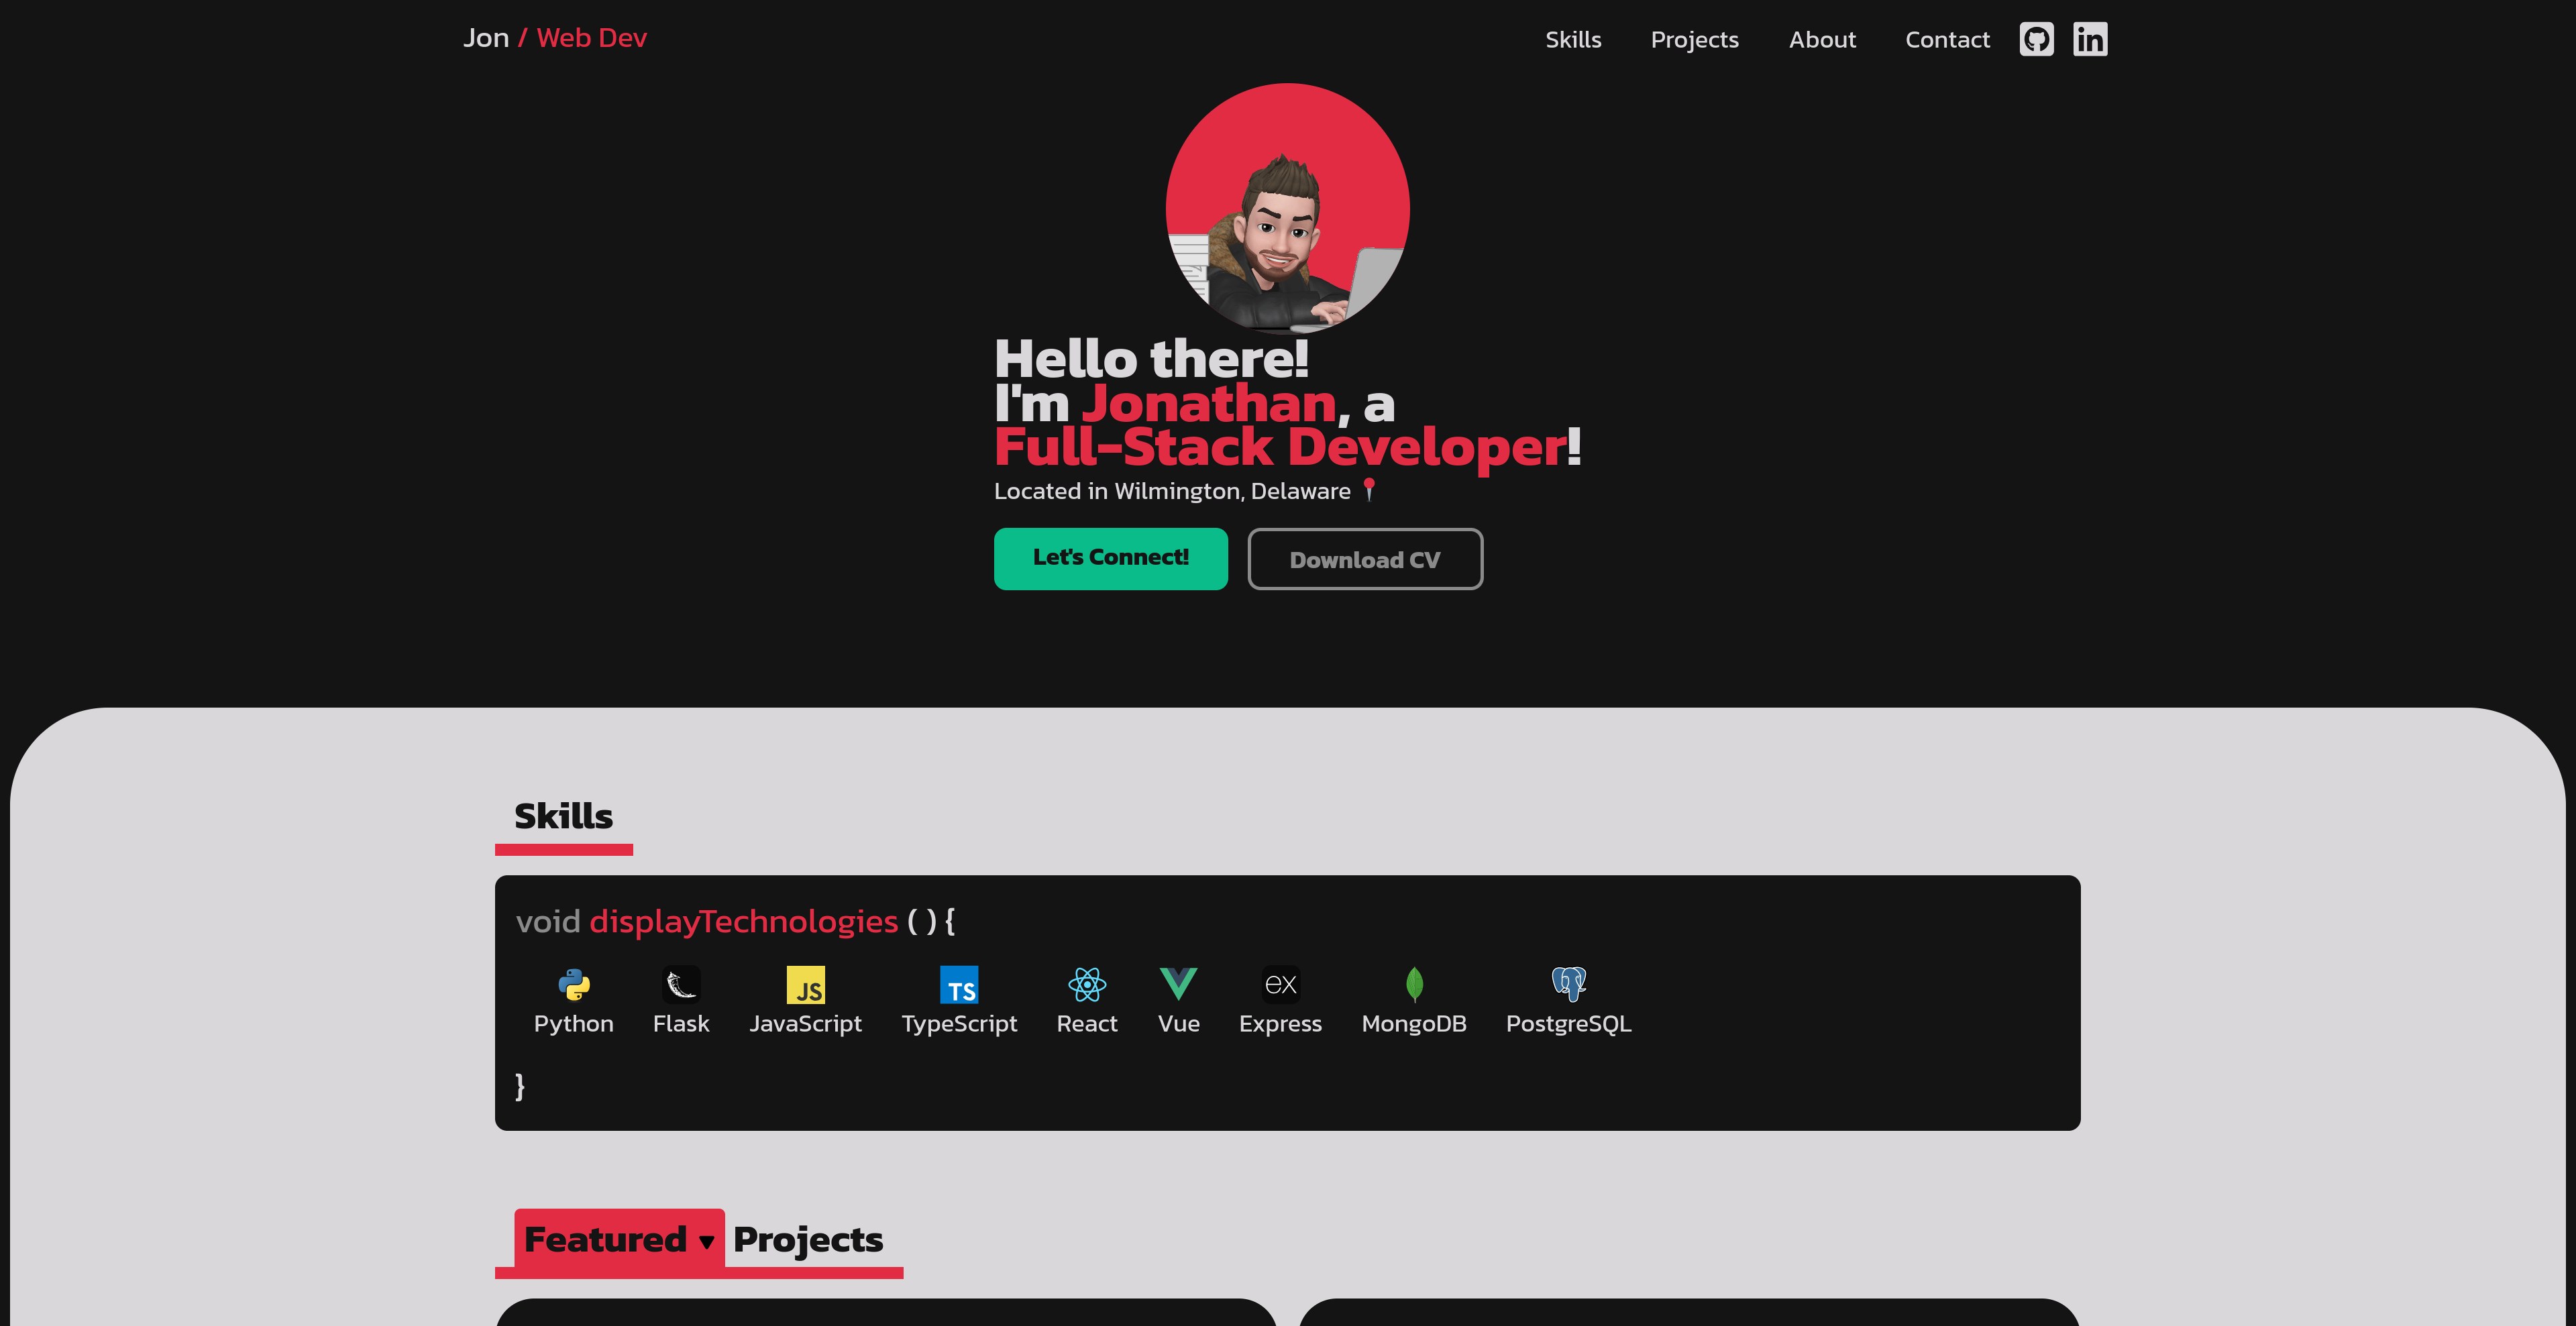 Jon / Web Dev
Skills Projects About Contact in
Hello there!
I'm Jonathan, a
Full-Stack Developer!
Located in Wilmington, Delaware 📍
Let's Connect! Download CV
Skills
void displayTechnologies ( ) {
JS TS ex
Python Flask JavaScript TypeScript React Vue Express MongoDB PostgreSQL
}
Featured ▾ Projects